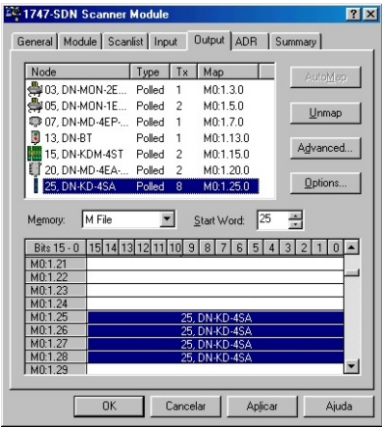 1747-SDN Scanner Module
General Module Scanlist Input Output ADR Summary
Node Type Tx Map
03, DN-MON-2E... Polled 1 M0:1.3.0
05, DN-MON-1E... Polled 2 M0:1.5.0
07, DN-MD-4EP-... Polled 1 M0:1.7.0
13, DN-BT Polled 1 M0:1.13.0
15, DN-KDM-4ST Polled 2 M0:1.15.0
20, DN-MD-4EA-... Polled 2 M0:1.20.0
25, DN-KD-4SA Polled 8 M0:1.25.0
AutoMap
Unmap
Advanced...
Options...
Memory: M File Start Word: 25
Bits 15 - 0 15 14 13 12 11 10 9 8 7 6 5 4 3 2 1 0
M0:1.21
M0:1.22
M0:1.23
M0:1.24
M0:1.25 25, DN-KD-4SA
M0:1.26 25, DN-KD-4SA
M0:1.27 25, DN-KD-4SA
M0:1.28 25, DN-KD-4SA
M0:1.29
OK Cancelar Aplicar Ajuda